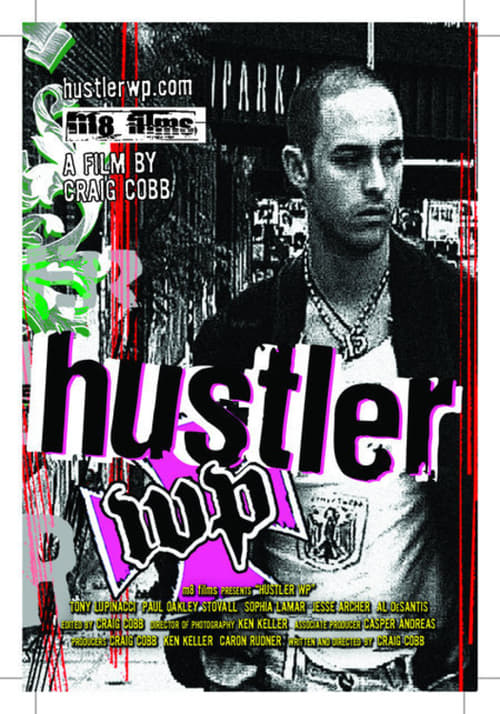 hustlerwp.com
m8 films
A FILM BY
CRAIG COBB
PARK
hustler
wp
m8 films PRESENTS "HUSTLER WP"
TONY LUPINACCI PAUL OAKLEY STOVALL SOPHIA LAMAR JESSE ARCHER AL DeSANTIS
EDITED BY CRAIG COBB DIRECTOR OF PHOTOGRAPHY KEN KELLER ASSOCIATE PRODUCER CASPER ANDREAS
PRODUCERS CRAIG COBB KEN KELLER CARON RUDNER WRITTEN AND DIRECTED BY CRAIG COBB